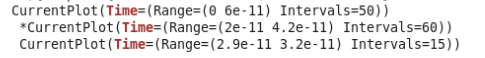 CurrentPlot(Time=(Range=(0 6e-11) Intervals=50))
*CurrentPlot(Time=(Range=(2e-11 4.2e-11) Intervals=60))
CurrentPlot(Time=(Range=(2.9e-11 3.2e-11) Intervals=15))